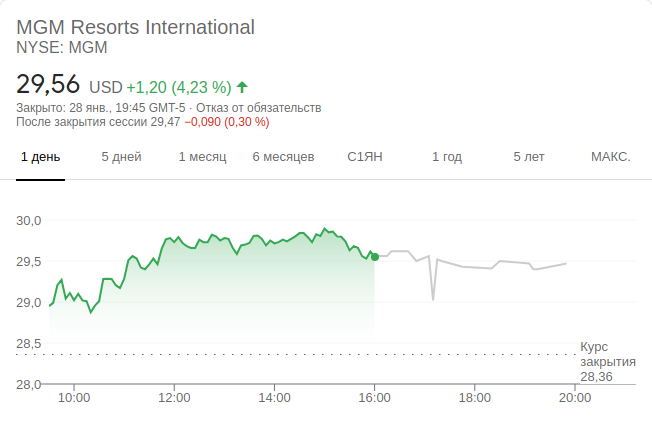 MGM Resorts International
NYSE: MGM
29,56 USD +1,20 (4,23 %)
Закрыто: 28 янв., 19:45 GMT-5 · Отказ от обязательств
После закрытия сессии 29,47 −0,090 (0,30 %)
1 день 5 дней 1 месяц 6 месяцев С1ЯН 1 год 5 лет МАКС.
30,0
29,5
29,0
28,5
Курс
закрытия
28,36
28,0
10:00 12:00 14:00 16:00 18:00 20:00